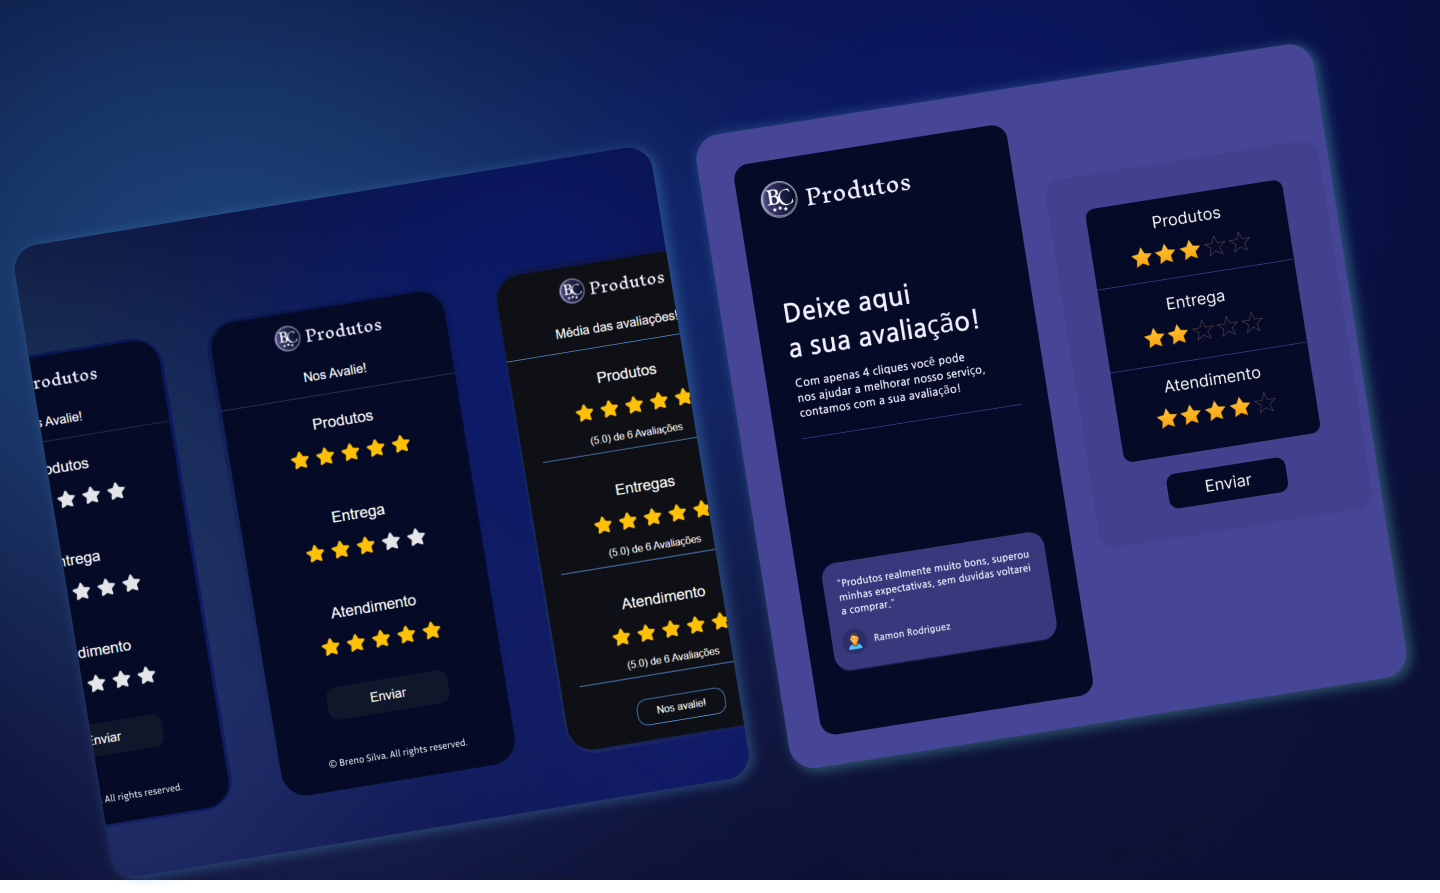 s Avalie!
Enviar
All rights reserved.
BC Produtos
Nos Avalie!
Produtos
Entrega
Atendimento
Enviar
© Breno Silva. All rights reserved.
BC Produtos
Média das avaliações!
Produtos
(5.0) de 6 Avaliações
Entregas
(5.0) de 6 Avaliações
Atendimento
(5.0) de 6 Avaliações
Nos avalie!
BC Produtos
Deixe aqui
a sua avaliação!
Com apenas 4 cliques você pode
nos ajudar a melhorar nosso serviço,
contamos com a sua avaliação!
"Produtos realmente muito bons, superou
minhas expectativas, sem duvidas voltarei
a comprar."
Ramon Rodriguez
Produtos
Entrega
Atendimento
Enviar